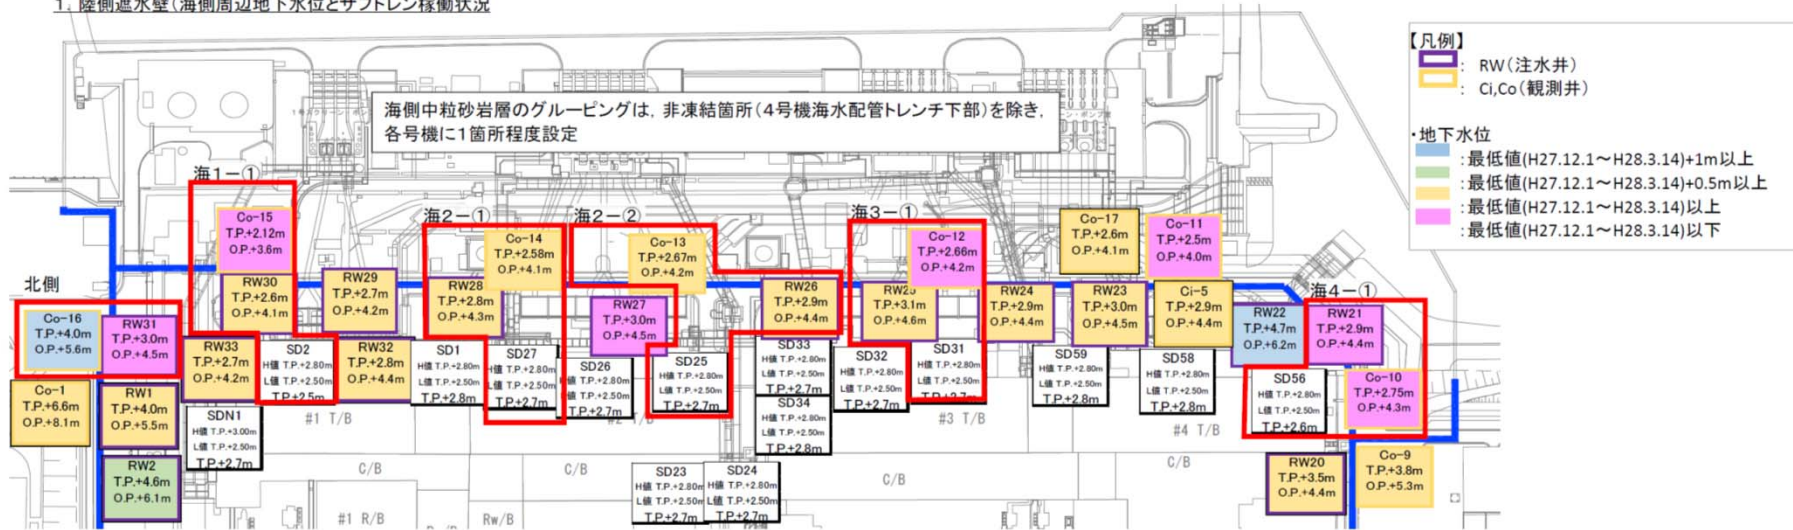 1. 陸側遮水壁(海側周辺地下水位とサブドレン稼働状況
【凡例】
: RW(注水井)
: Ci,Co(観測井)
・地下水位
:最低値(H27.12.1～H28.3.14)+1m以上
:最低値(H27.12.1～H28.3.14)+0.5m以上
:最低値(H27.12.1～H28.3.14)以上
:最低値(H27.12.1～H28.3.14)以下
海側中粒砂岩層のグルーピングは, 非凍結箇所(4号機海水配管トレンチ下部)を除き,
各号機に1箇所程度設定
海1-①
Co-15
T.P.+2.12m
O.P.+3.6m
RW30
T.P.+2.6m
O.P.+4.1m
RW29
T.P.+2.7m
O.P.+4.2m
海2-①
Co-14
T.P.+2.58m
O.P.+4.1m
RW28
T.P.+2.8m
O.P.+4.3m
海2-②
Co-13
T.P.+2.67m
O.P.+4.2m
RW27
T.P.+3.0m
O.P.+4.5m
RW26
T.P.+2.9m
O.P.+4.4m
海3-①
Co-12
T.P.+2.66m
O.P.+4.2m
RW25
T.P.+3.1m
O.P.+4.6m
RW24
T.P.+2.9m
O.P.+4.4m
Co-17
T.P.+2.6m
O.P.+4.1m
RW23
T.P.+3.0m
O.P.+4.5m
Co-11
T.P.+2.5m
O.P.+4.0m
Ci-5
T.P.+2.9m
O.P.+4.4m
RW22
T.P.+4.7m
O.P.+6.2m
海4-①
RW21
T.P.+2.9m
O.P.+4.4m
北側
Co-16
T.P.+4.0m
O.P.+5.6m
RW31
T.P.+3.0m
O.P.+4.5m
RW33
T.P.+2.7m
O.P.+4.2m
SD2
H値 T.P.+2.80m
L値 T.P.+2.50m
T.P.+2.5m
RW32
T.P.+2.8m
O.P.+4.4m
SD1
H値 T.P.+2.80m
L値 T.P.+2.50m
T.P.+2.8m
SD27
H値 T.P.+2.80m
L値 T.P.+2.50m
T.P.+2.7m
SD26
H値 T.P.+2.80m
L値 T.P.+2.50m
T.P.+2.7m
SD25
H値 T.P.+2.80m
L値 T.P.+2.50m
T.P.+2.7m
SD33
H値 T.P.+2.80m
L値 T.P.+2.50m
T.P.+2.7m
SD34
H値 T.P.+2.80m
L値 T.P.+2.50m
T.P.+2.8m
SD32
H値 T.P.+2.80m
L値 T.P.+2.50m
T.P.+2.7m
SD31
H値 T.P.+2.80m
L値 T.P.+2.50m
T.P.+2.7m
SD59
H値 T.P.+2.80m
L値 T.P.+2.50m
T.P.+2.8m
SD58
H値 T.P.+2.80m
L値 T.P.+2.50m
T.P.+2.8m
SD56
H値 T.P.+2.80m
L値 T.P.+2.50m
T.P.+2.6m
Co-10
T.P.+2.75m
O.P.+4.3m
Co-1
T.P.+6.6m
O.P.+8.1m
RW1
T.P.+4.0m
O.P.+5.5m
SDN1
H値 T.P.+3.00m
L値 T.P.+2.50m
T.P.+2.7m
#1 T/B
#2 T/B
#3 T/B
#4 T/B
RW2
T.P.+4.6m
O.P.+6.1m
C/B
C/B
C/B
C/B
SD23
H値 T.P.+2.80m
L値 T.P.+2.50m
T.P.+2.7m
SD24
H値 T.P.+2.80m
L値 T.P.+2.50m
T.P.+2.7m
RW20
T.P.+3.5m
O.P.+4.4m
Co-9
T.P.+3.8m
O.P.+5.3m
#1 R/B
Rw/B